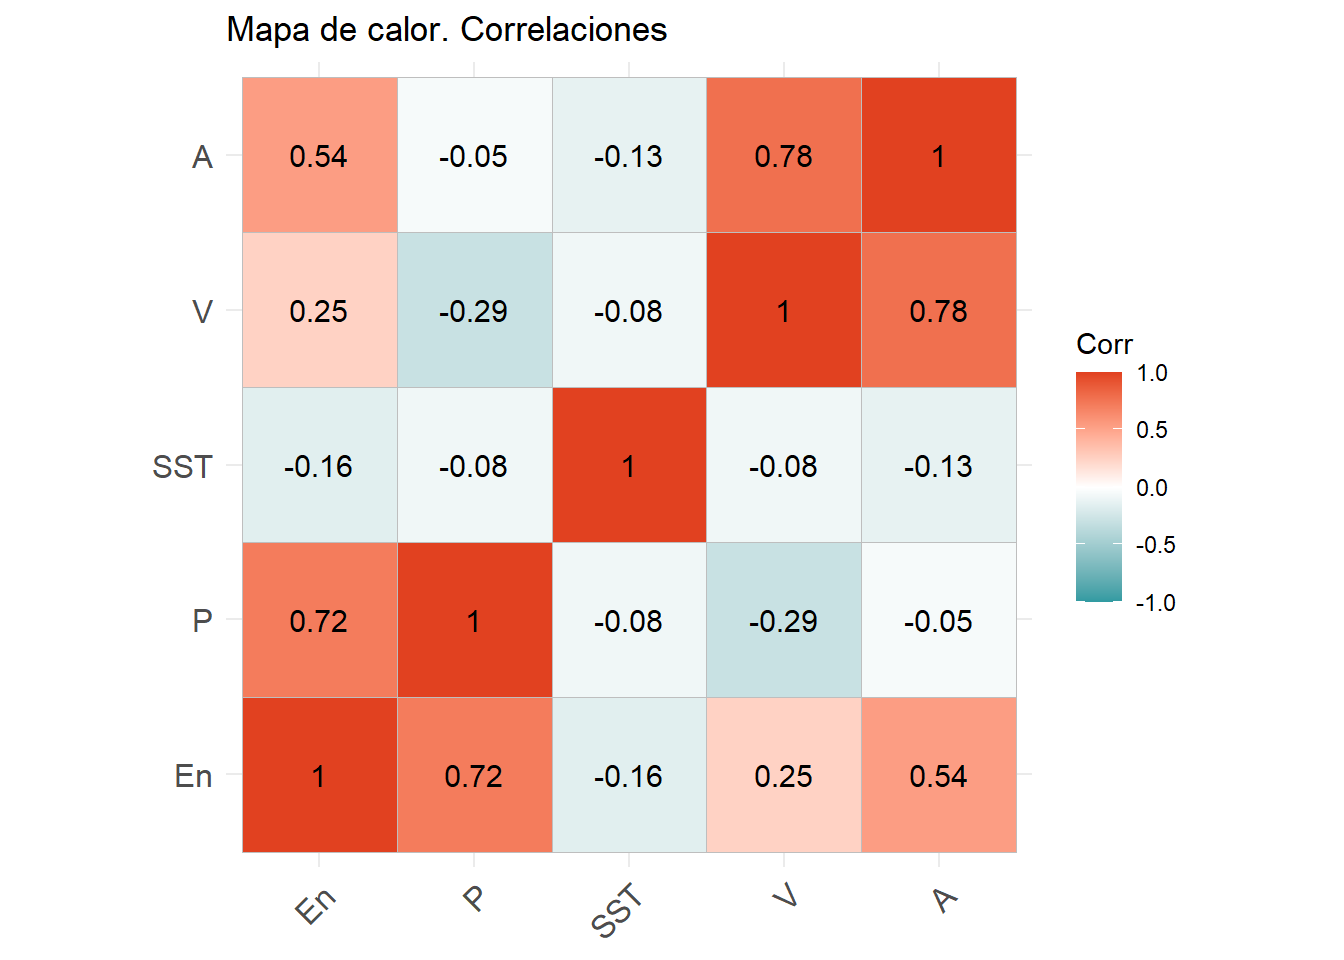 Mapa de calor. Correlaciones
A 0.54 -0.05 -0.13 0.78 1
V 0.25 -0.29 -0.08 1 0.78
SST -0.16 -0.08 1 -0.08 -0.13
P 0.72 1 -0.08 -0.29 -0.05
En 1 0.72 -0.16 0.25 0.54
En P SST V A
Corr
1.0
0.5
0.0
-0.5
-1.0